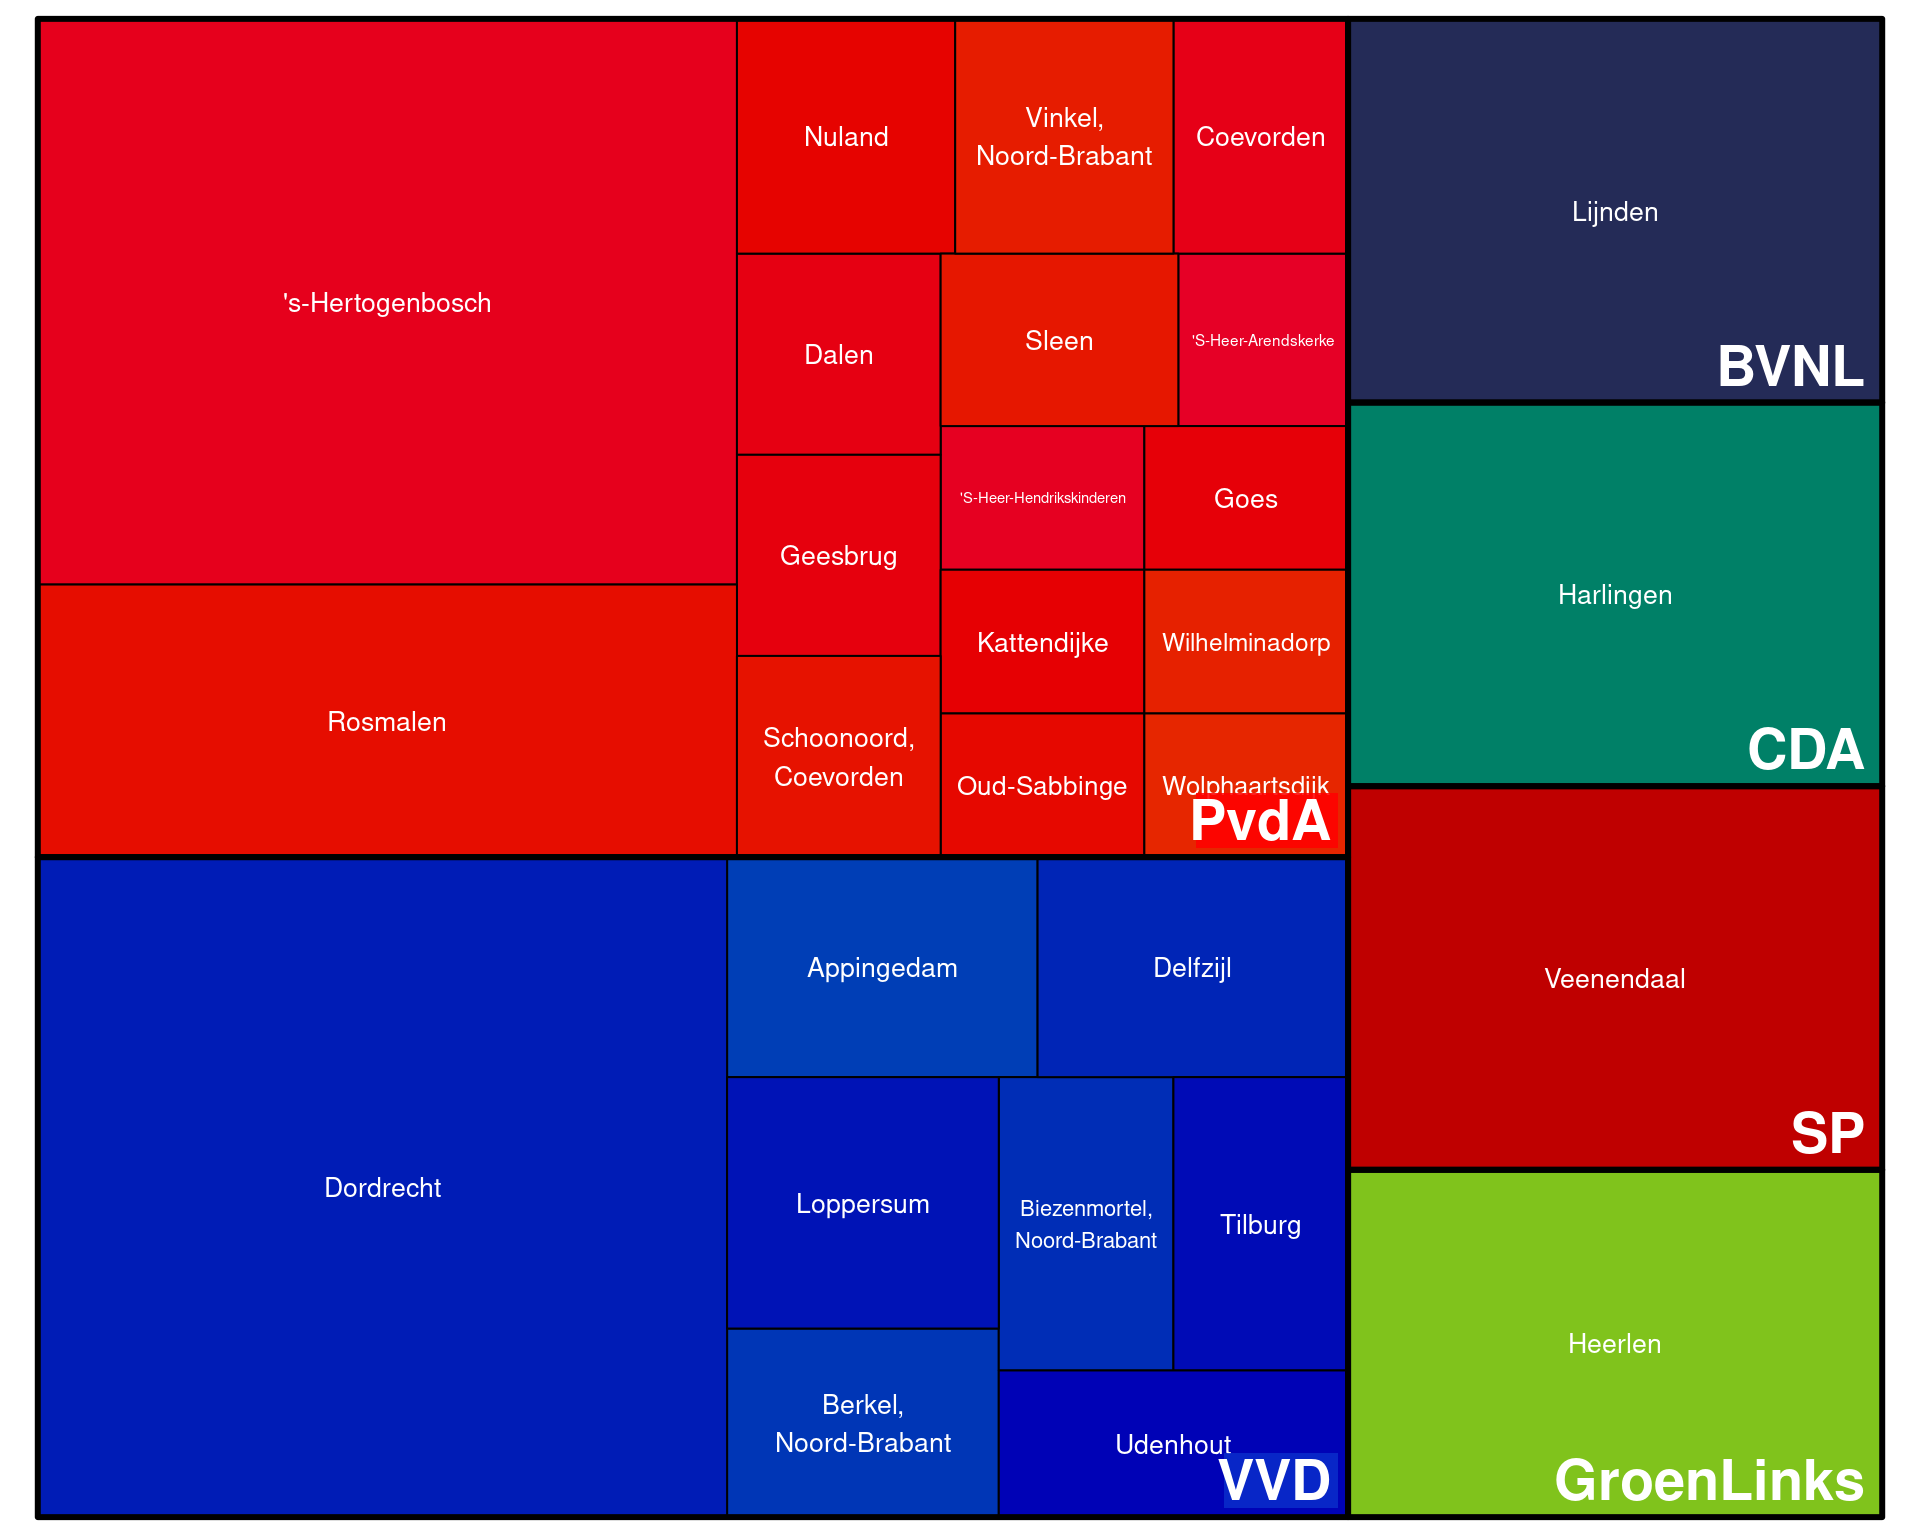 's-Hertogenbosch
Rosmalen
Nuland
Vinkel,
Noord-Brabant
Coevorden
Dalen
Sleen
'S-Heer-Arendskerke
Geesbrug
'S-Heer-Hendrikskinderen
Goes
Kattendijke
Wilhelminadorp
Schoonoord,
Coevorden
Oud-Sabbinge
Wolphaartsdijk
PvdA
Dordrecht
Appingedam
Delfzijl
Loppersum
Biezenmortel,
Noord-Brabant
Tilburg
Berkel,
Noord-Brabant
Udenhout
VVD
Lijnden
BVNL
Harlingen
CDA
Veenendaal
SP
Heerlen
GroenLinks